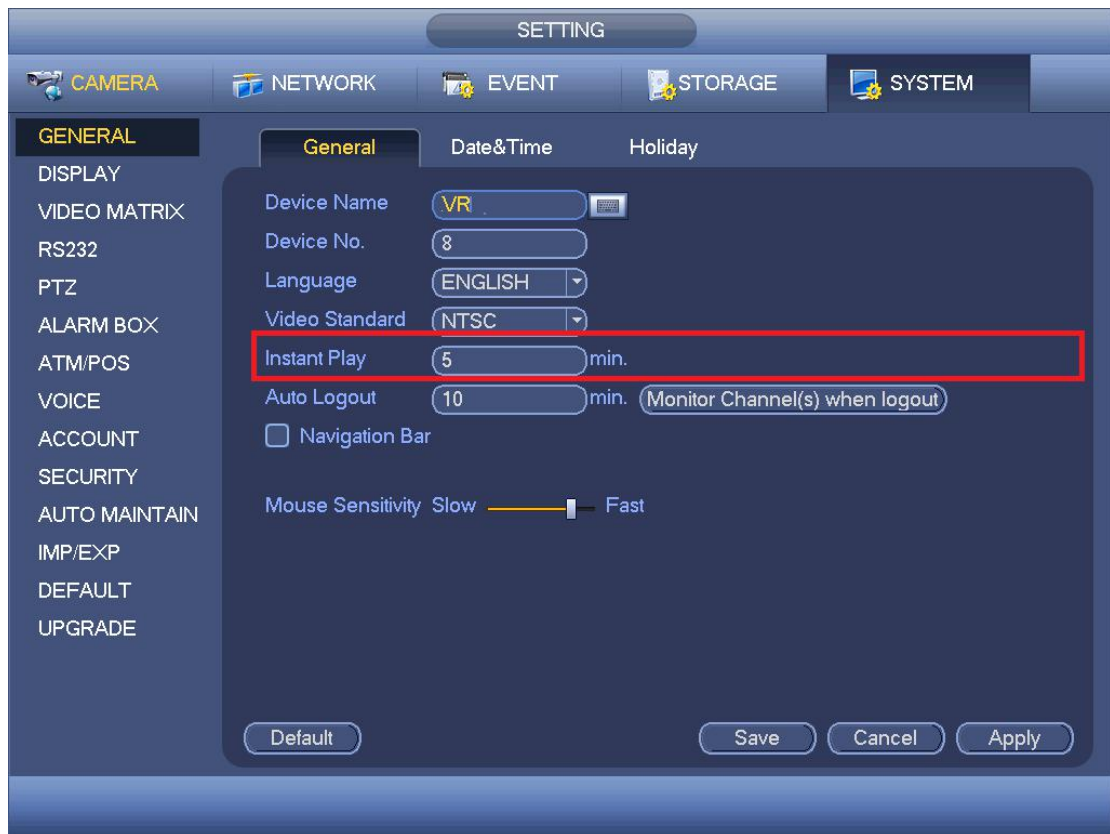 SETTING
CAMERA NETWORK EVENT STORAGE SYSTEM
GENERAL
DISPLAY
VIDEO MATRIX
RS232
PTZ
ALARM BOX
ATM/POS
VOICE
ACCOUNT
SECURITY
AUTO MAINTAIN
IMP/EXP
DEFAULT
UPGRADE
General Date&Time Holiday
Device Name VR
Device No. 8
Language ENGLISH
Video Standard NTSC
Instant Play 5 min.
Auto Logout 10 min. Monitor Channel(s) when logout
Navigation Bar
Mouse Sensitivity Slow Fast
Default Save Cancel Apply